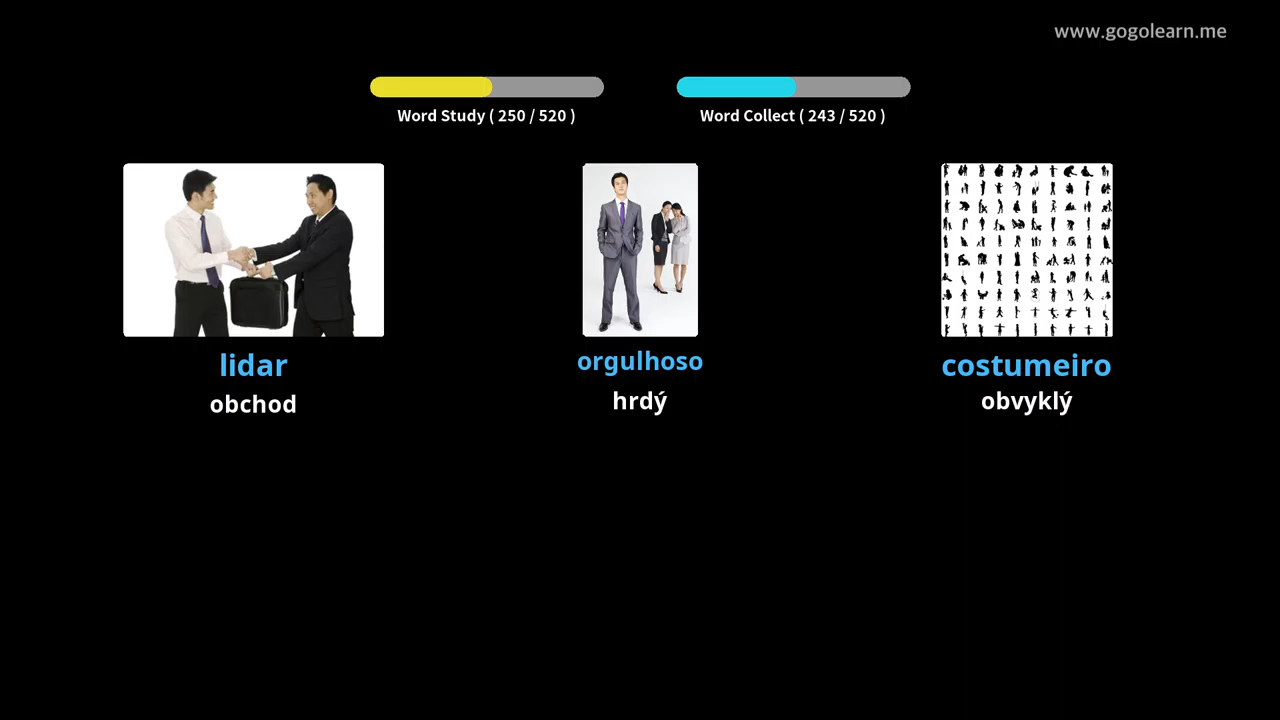 www.gogolearn.me
Word Study ( 250 / 520 )
Word Collect ( 243 / 520 )
lidar
obchod
orgulhoso
hrdý
costumeiro
obvyklý